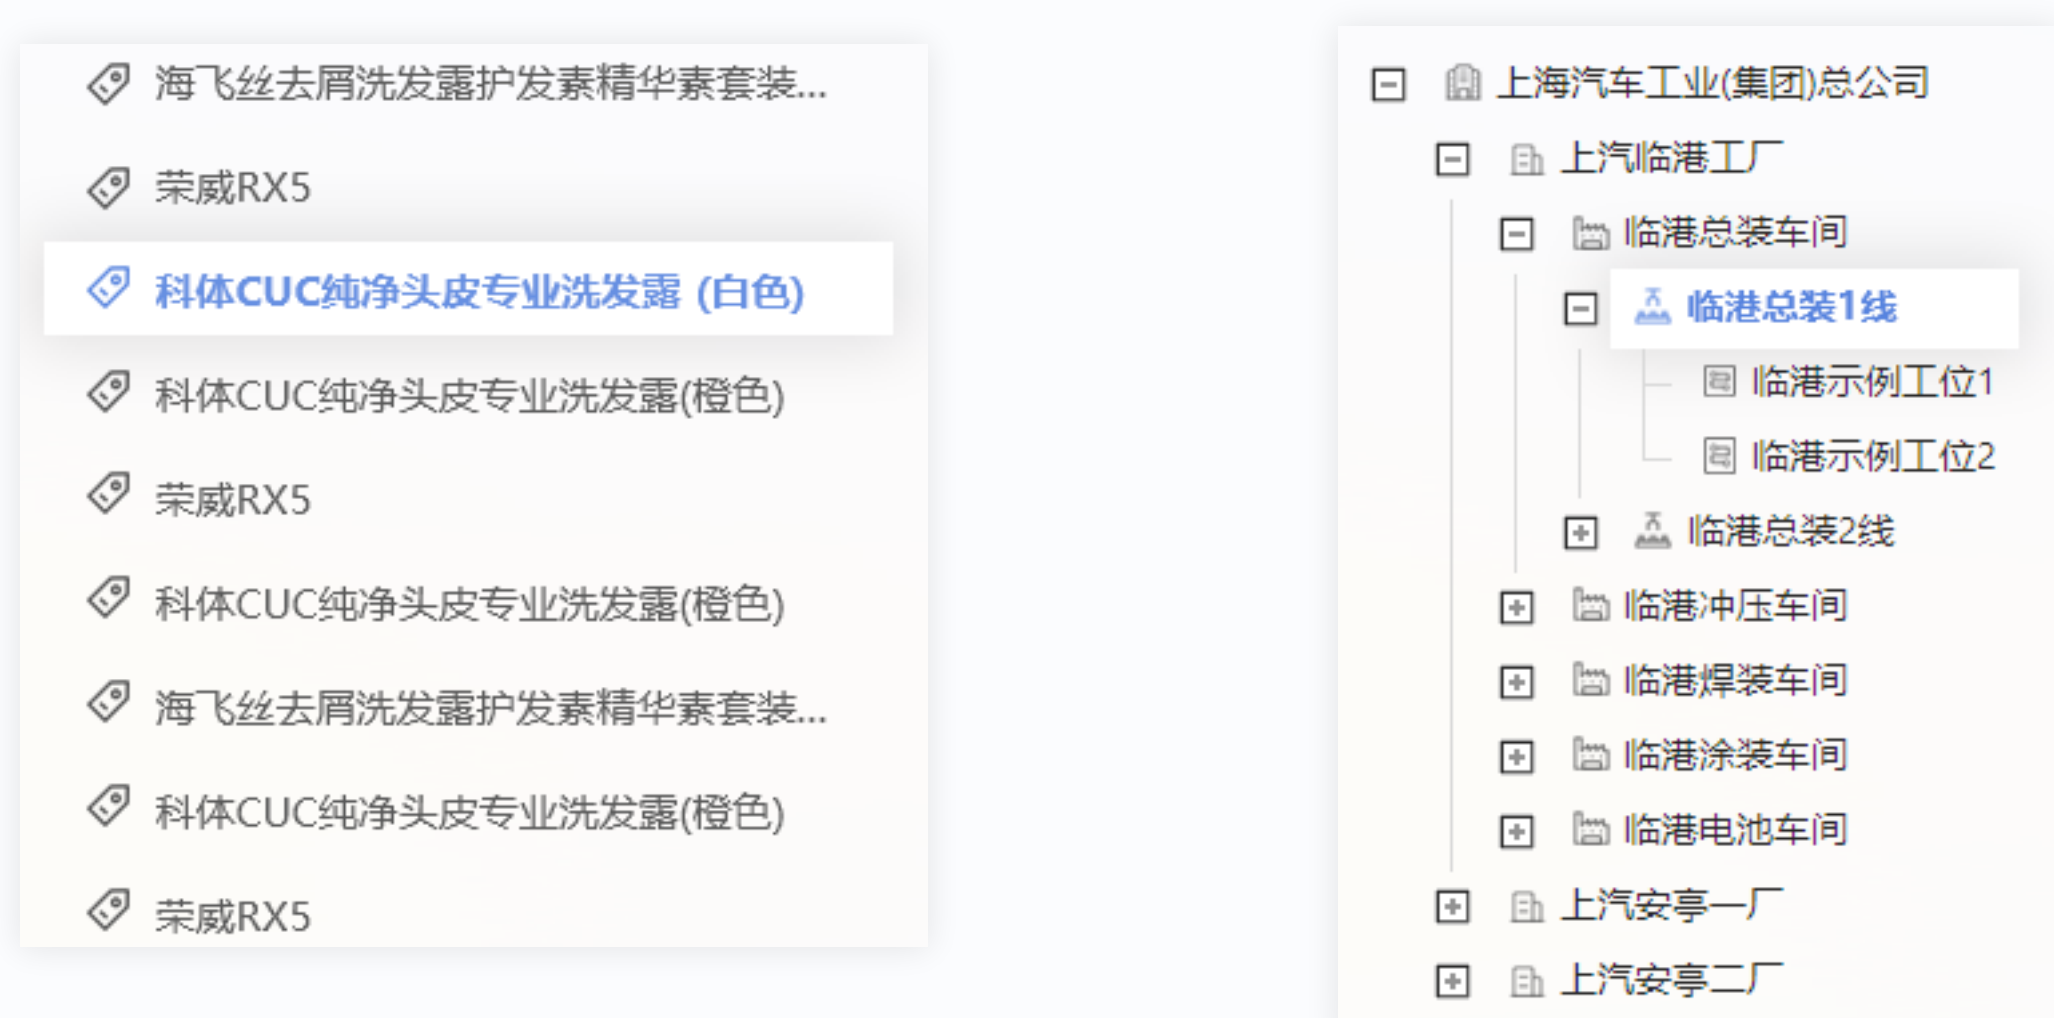 海飞丝去屑洗发露护发素精华素套装...
荣威RX5
科体CUC纯净头皮专业洗发露 (白色)
科体CUC纯净头皮专业洗发露(橙色)
荣威RX5
科体CUC纯净头皮专业洗发露(橙色)
海飞丝去屑洗发露护发素精华素套装...
科体CUC纯净头皮专业洗发露(橙色)
荣威RX5
上海汽车工业(集团)总公司
上汽临港工厂
临港总装车间
临港总装1线
临港示例工位1
临港示例工位2
临港总装2线
临港冲压车间
临港焊装车间
临港涂装车间
临港电池车间
上汽安亭一厂
上汽安亭二厂